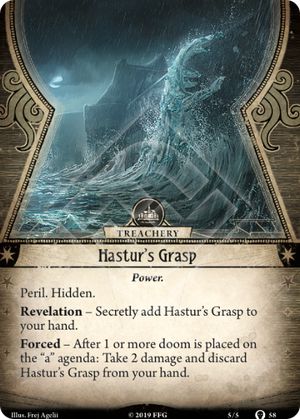 TREACHERY
Hastur's Grasp
Power.
Peril. Hidden.
Revelation – Secretly add Hastur's Grasp to
your hand.
Forced – After 1 or more doom is placed on
the “a” agenda: Take 2 damage and discard
Hastur's Grasp from your hand.
Illus. Frej Agelii
© 2019 FFG
5/5
58